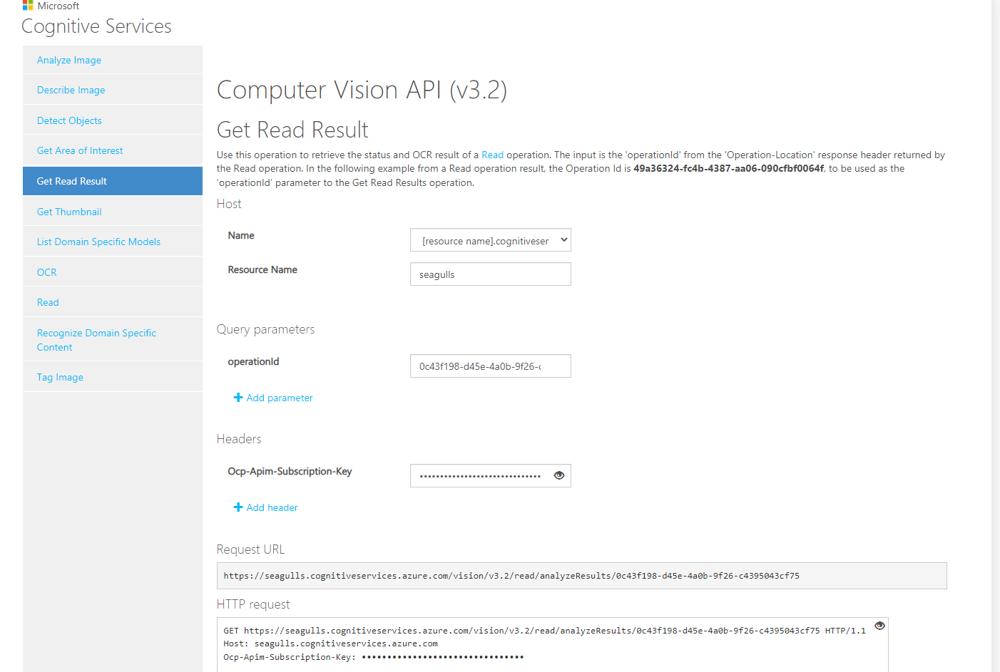 Microsoft
Cognitive Services
Analyze Image
Describe Image
Detect Objects
Get Area of Interest
Get Read Result
Get Thumbnail
List Domain Specific Models
OCR
Read
Recognize Domain Specific
Content
Tag Image
Computer Vision API (v3.2)
Get Read Result
Use this operation to retrieve the status and OCR result of a Read operation. The input is the 'operationId' from the 'Operation-Location' response header returned by
the Read operation. In the following example from a Read operation result, the Operation Id is 49a36324-fc4b-4387-aa06-090cfbf0064f, to be used as the
'operationId' parameter to the Get Read Results operation.
Host
Name
[resource name].cognitiveser
Resource Name
seagulls
Query parameters
operationId
0c43f198-d45e-4a0b-9f26-c
Add parameter
Headers
Ocp-Apim-Subscription-Key
••••••••••••••••••••••••••••••
Add header
Request URL
https://seagulls.cognitiveservices.azure.com/vision/v3.2/read/analyzeResults/0c43f198-d45e-4a0b-9f26-c4395043cf75
HTTP request
GET https://seagulls.cognitiveservices.azure.com/vision/v3.2/read/analyzeResults/0c43f198-d45e-4a0b-9f26-c4395043cf75 HTTP/1.1
Host: seagulls.cognitiveservices.azure.com
Ocp-Apim-Subscription-Key: ••••••••••••••••••••••••••••••••